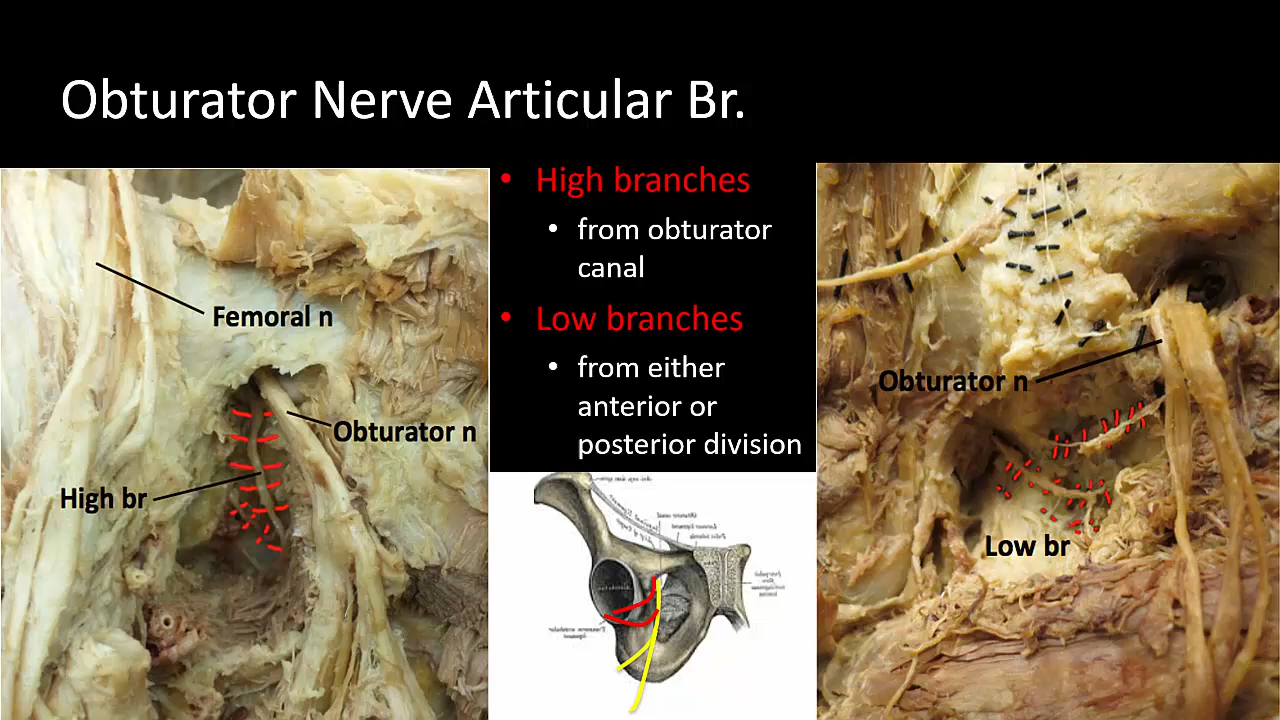 Obturator Nerve Articular Br.
Femoral n
Obturator n
High br
• High branches
• from obturator
canal
• Low branches
• from either
anterior or
posterior division
Obturator n
Low br